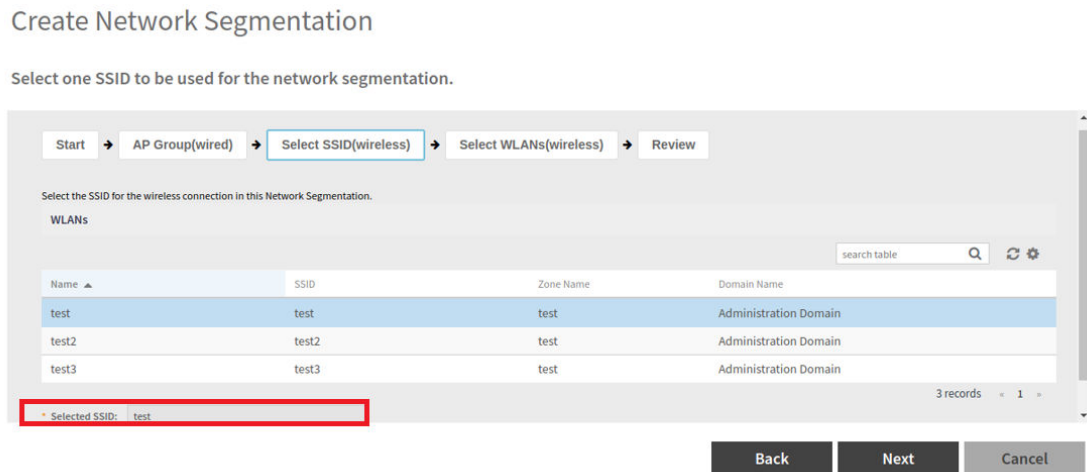 Create Network Segmentation
Select one SSID to be used for the network segmentation.
Start → AP Group(wired) → Select SSID(wireless) → Select WLANs(wireless) → Review
Select the SSID for the wireless connection in this Network Segmentation.
WLANs
search table
Name ▲ SSID Zone Name Domain Name
test test test Administration Domain
test2 test2 test Administration Domain
test3 test3 test Administration Domain
3 records « 1 »
* Selected SSID: test
Back Next Cancel